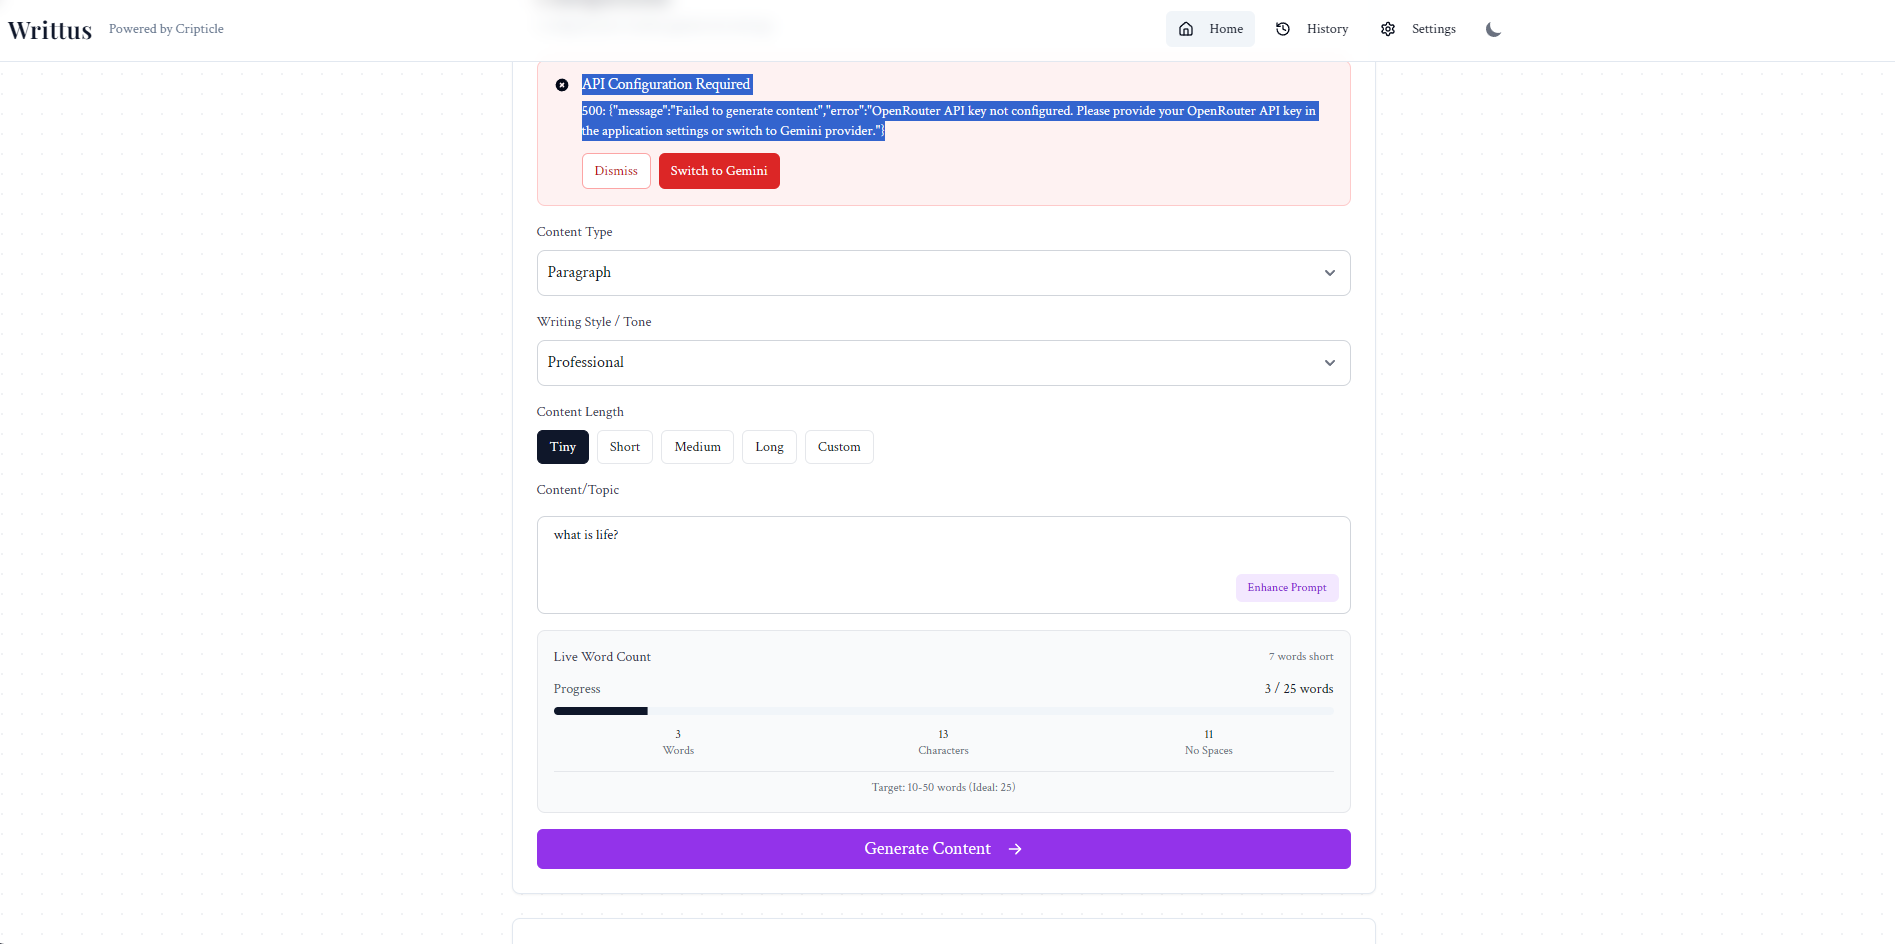 Writtus
Powered by Cripticle
Home
History
Settings
API Configuration Required
500: {"message":"Failed to generate content","error":"OpenRouter API key not configured. Please provide your OpenRouter API key in
the application settings or switch to Gemini provider."}
Dismiss
Switch to Gemini
Content Type
Paragraph
Writing Style / Tone
Professional
Content Length
Tiny
Short
Medium
Long
Custom
Content/Topic
what is life?
Enhance Prompt
Live Word Count
7 words short
Progress
3 / 25 words
3
Words
13
Characters
11
No Spaces
Target: 10-50 words (Ideal: 25)
Generate Content